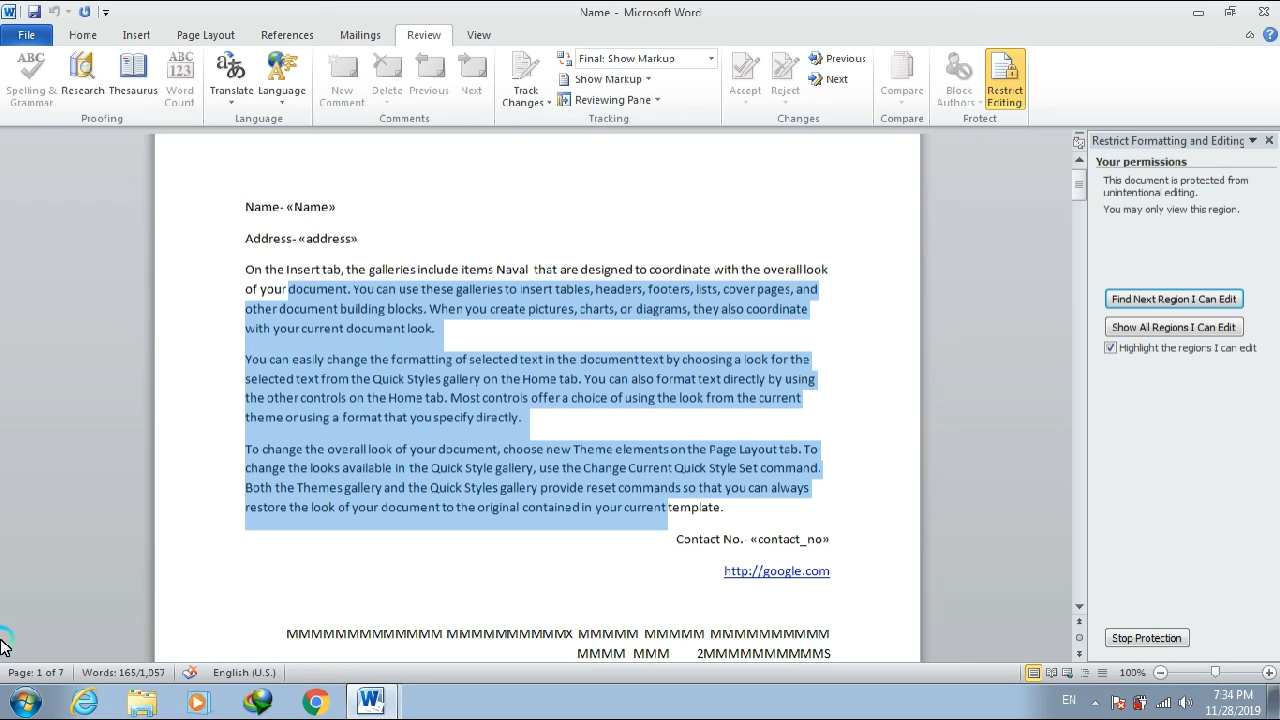 Name - Microsoft Word
File Home Insert Page Layout References Mailings Review View
Spelling & Grammar
Research
Thesaurus
ABC 123 Word Count
Proofing
Translate
Language
Language
New Comment
Delete
Previous
Next
Comments
Track Changes
Final: Show Markup
Show Markup
Reviewing Pane
Tracking
Accept
Reject
Previous
Next
Changes
Compare
Compare
Block Authors
Restrict Editing
Protect
Name- «Name»
Address- «address»
On the Insert tab, the galleries include items Naval that are designed to coordinate with the overall look
of your document. You can use these galleries to insert tables, headers, footers, lists, cover pages, and
other document building blocks. When you create pictures, charts, or diagrams, they also coordinate
with your current document look.
You can easily change the formatting of selected text in the document text by choosing a look for the
selected text from the Quick Styles gallery on the Home tab. You can also format text directly by using
the other controls on the Home tab. Most controls offer a choice of using the look from the current
theme or using a format that you specify directly.
To change the overall look of your document, choose new Theme elements on the Page Layout tab. To
change the looks available in the Quick Style gallery, use the Change Current Quick Style Set command.
Both the Themes gallery and the Quick Styles gallery provide reset commands so that you can always
restore the look of your document to the original contained in your current template.
Contact No.- «contact_no»
http://google.com
Restrict Formatting and Editing
Your permissions
This document is protected from
unintentional editing.
You may only view this region.
Find Next Region I Can Edit
Show All Regions I Can Edit
Highlight the regions I can edit
Stop Protection
Page: 1 of 7 Words: 165/1,057 English (U.S.) 100%
EN 7:34 PM
11/28/2019